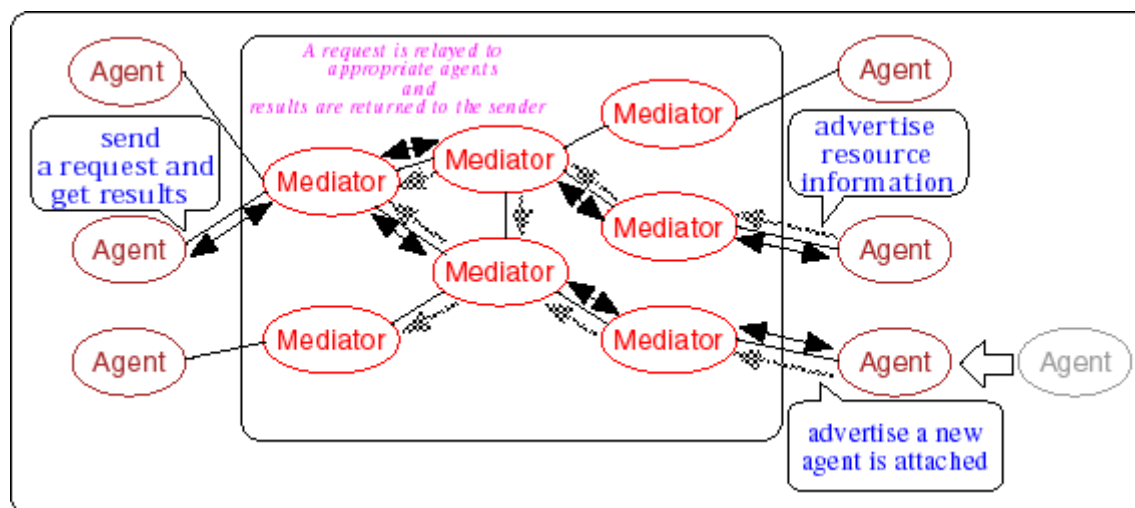 A request is relayed to
appropriate agents
and
results are returned to the sender
Agent
Agent
Mediator
send
a request and
get results
advertise
resource
information
Mediator
Mediator
Mediator
Agent
Agent
Mediator
Mediator
Mediator
Agent
Agent
Agent
advertise a new
agent is attached